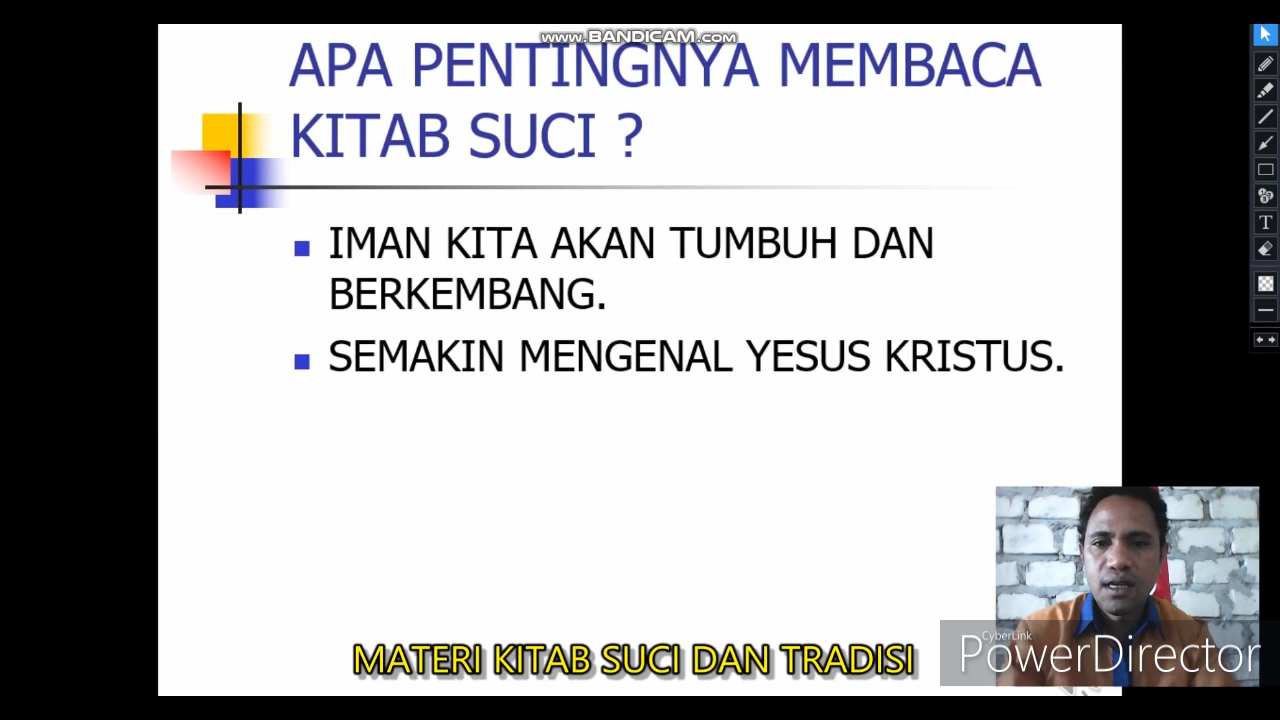 www.BANDICAM.com
APA PENTINGNYA MEMBACA
KITAB SUCI ?
IMAN KITA AKAN TUMBUH DAN
BERKEMBANG.
SEMAKIN MENGENAL YESUS KRISTUS.
MATERI KITAB SUCI DAN TRADISI
CyberLink
PowerDirector